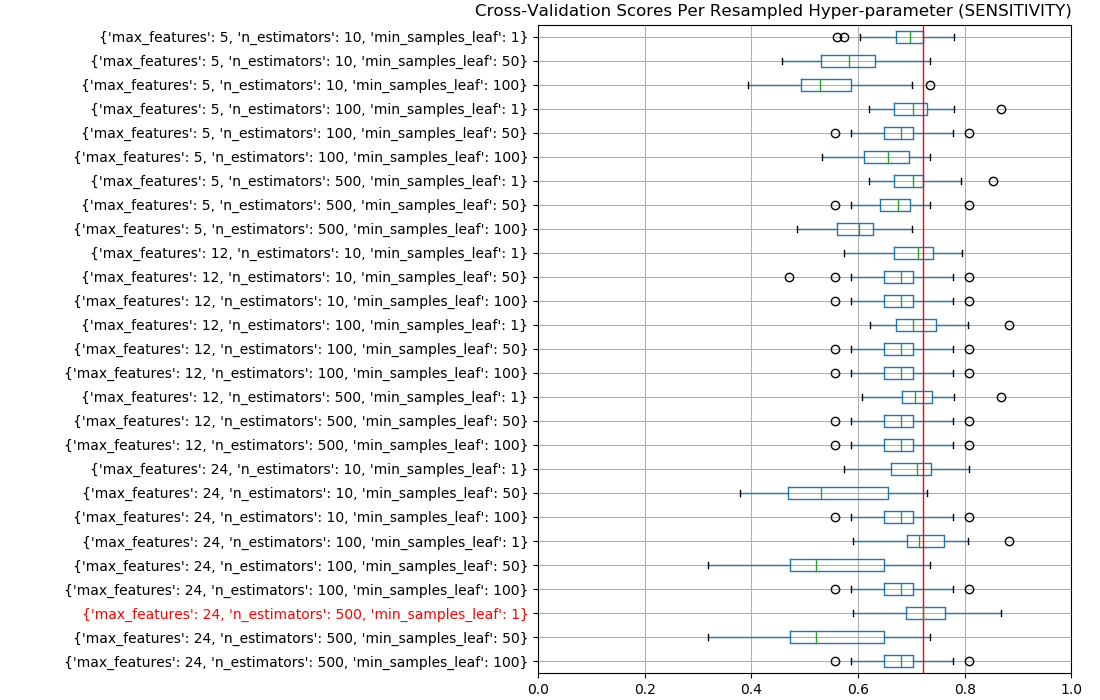 Cross-Validation Scores Per Resampled Hyper-parameter (SENSITIVITY)
{'max_features': 5, 'n_estimators': 10, 'min_samples_leaf': 1}
{'max_features': 5, 'n_estimators': 10, 'min_samples_leaf': 50}
{'max_features': 5, 'n_estimators': 10, 'min_samples_leaf': 100}
{'max_features': 5, 'n_estimators': 100, 'min_samples_leaf': 1}
{'max_features': 5, 'n_estimators': 100, 'min_samples_leaf': 50}
{'max_features': 5, 'n_estimators': 100, 'min_samples_leaf': 100}
{'max_features': 5, 'n_estimators': 500, 'min_samples_leaf': 1}
{'max_features': 5, 'n_estimators': 500, 'min_samples_leaf': 50}
{'max_features': 5, 'n_estimators': 500, 'min_samples_leaf': 100}
{'max_features': 12, 'n_estimators': 10, 'min_samples_leaf': 1}
{'max_features': 12, 'n_estimators': 10, 'min_samples_leaf': 50}
{'max_features': 12, 'n_estimators': 10, 'min_samples_leaf': 100}
{'max_features': 12, 'n_estimators': 100, 'min_samples_leaf': 1}
{'max_features': 12, 'n_estimators': 100, 'min_samples_leaf': 50}
{'max_features': 12, 'n_estimators': 100, 'min_samples_leaf': 100}
{'max_features': 12, 'n_estimators': 500, 'min_samples_leaf': 1}
{'max_features': 12, 'n_estimators': 500, 'min_samples_leaf': 50}
{'max_features': 12, 'n_estimators': 500, 'min_samples_leaf': 100}
{'max_features': 24, 'n_estimators': 10, 'min_samples_leaf': 1}
{'max_features': 24, 'n_estimators': 10, 'min_samples_leaf': 50}
{'max_features': 24, 'n_estimators': 10, 'min_samples_leaf': 100}
{'max_features': 24, 'n_estimators': 100, 'min_samples_leaf': 1}
{'max_features': 24, 'n_estimators': 100, 'min_samples_leaf': 50}
{'max_features': 24, 'n_estimators': 100, 'min_samples_leaf': 100}
{'max_features': 24, 'n_estimators': 500, 'min_samples_leaf': 1}
{'max_features': 24, 'n_estimators': 500, 'min_samples_leaf': 50}
{'max_features': 24, 'n_estimators': 500, 'min_samples_leaf': 100}
0.0 0.2 0.4 0.6 0.8 1.0